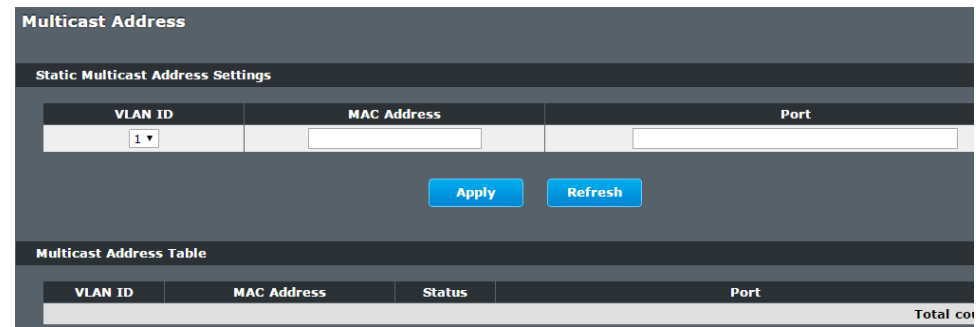 Multicast Address
Static Multicast Address Settings
VLAN ID MAC Address Port
1
Apply Refresh
Multicast Address Table
VLAN ID MAC Address Status Port
Total